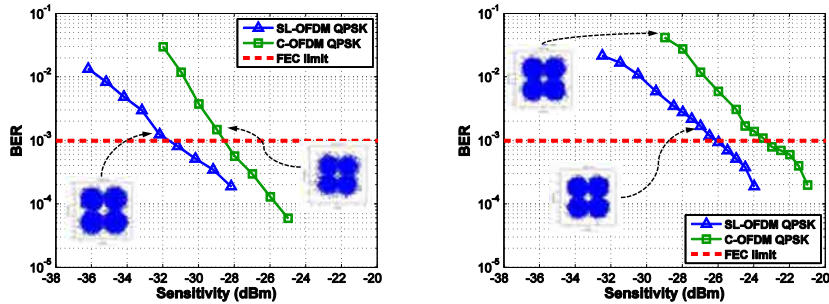 10⁻¹
10⁻²
10⁻³
10⁻⁴
10⁻⁵
BER
-38 -36 -34 -32 -30 -28 -26 -24 -22 -20
Sensitivity (dBm)
SL-OFDM QPSK
C-OFDM QPSK
FEC limit
10⁻¹
10⁻²
10⁻³
10⁻⁴
10⁻⁵
BER
-38 -36 -34 -32 -30 -28 -26 -24 -22 -20
Sensitivity (dBm)
SL-OFDM QPSK
C-OFDM QPSK
FEC limit